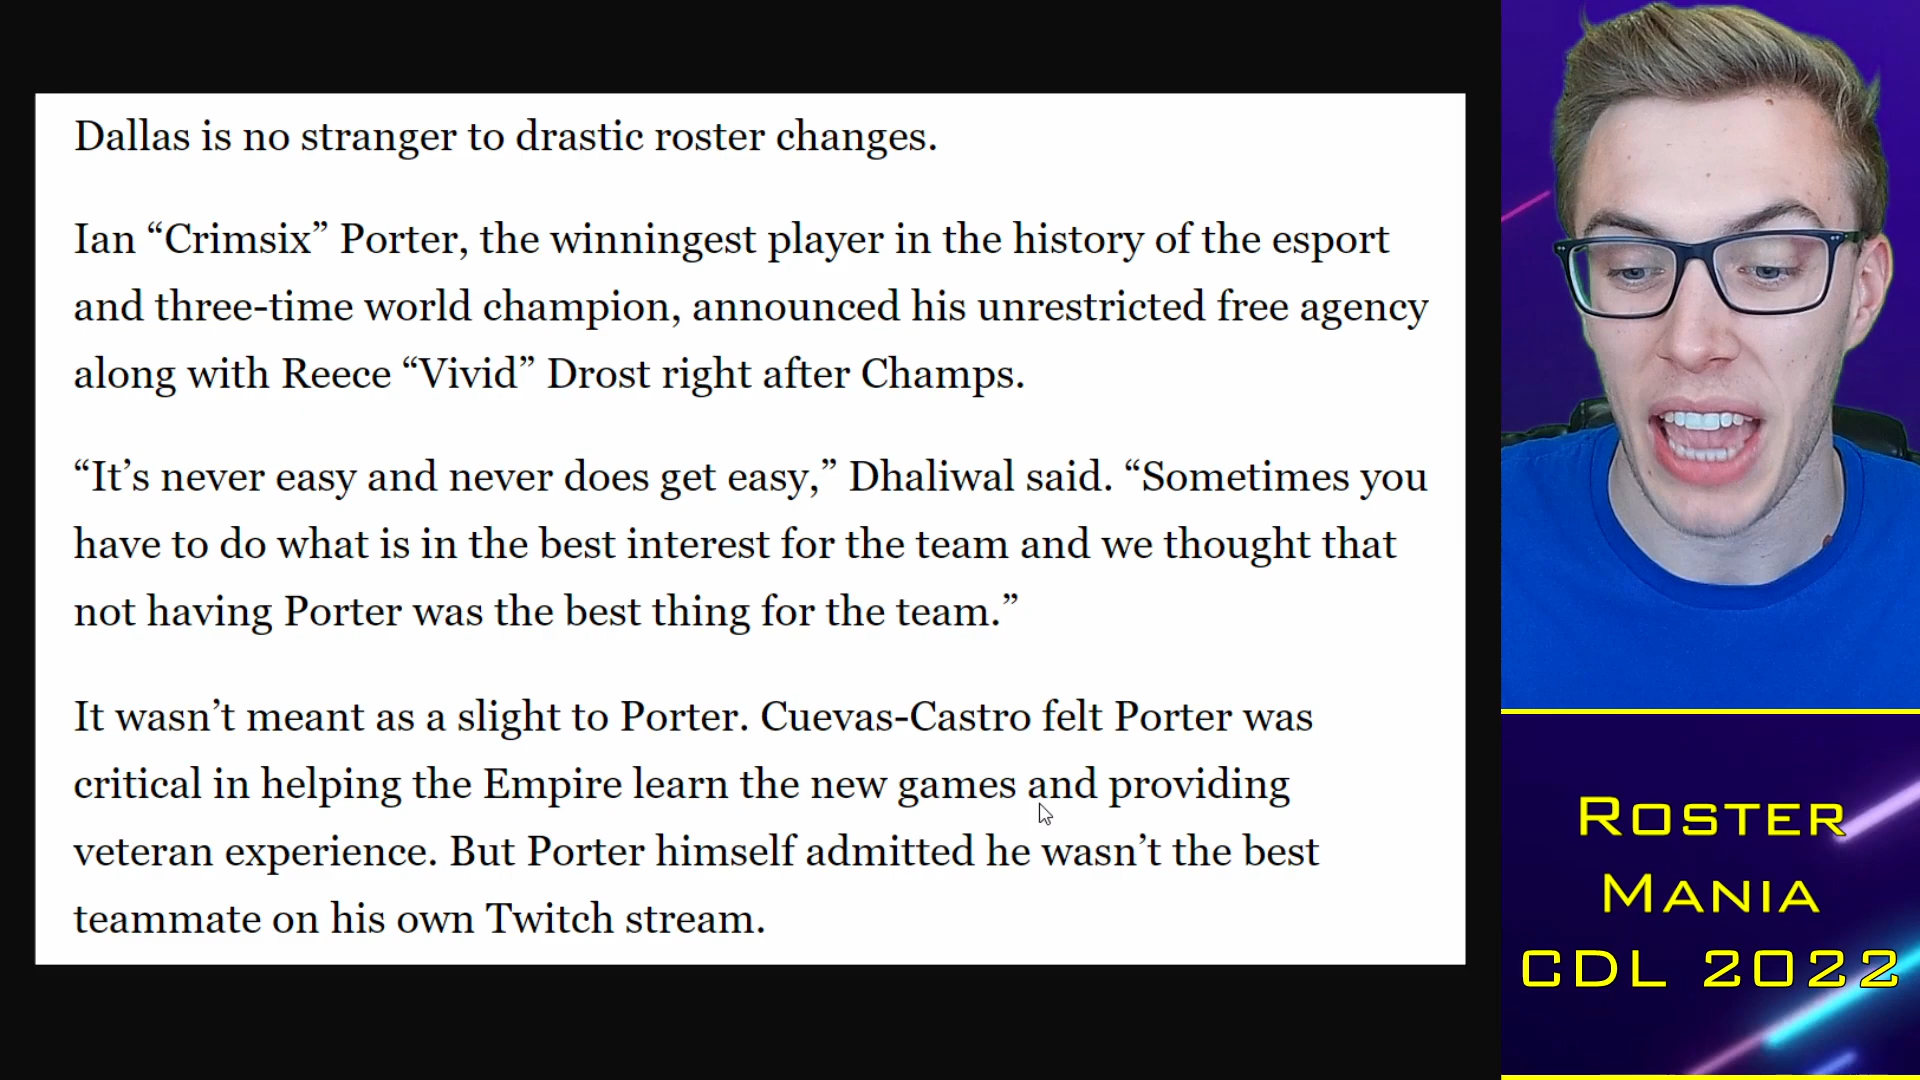 Dallas is no stranger to drastic roster changes.
Ian “Crimsix” Porter, the winningest player in the history of the esport
and three-time world champion, announced his unrestricted free agency
along with Reece “Vivid” Drost right after Champs.
“It’s never easy and never does get easy,” Dhaliwal said. “Sometimes you
have to do what is in the best interest for the team and we thought that
not having Porter was the best thing for the team.”
It wasn’t meant as a slight to Porter. Cuevas-Castro felt Porter was
critical in helping the Empire learn the new games and providing
veteran experience. But Porter himself admitted he wasn’t the best
teammate on his own Twitch stream.
Roster
Mania
CDL 2022